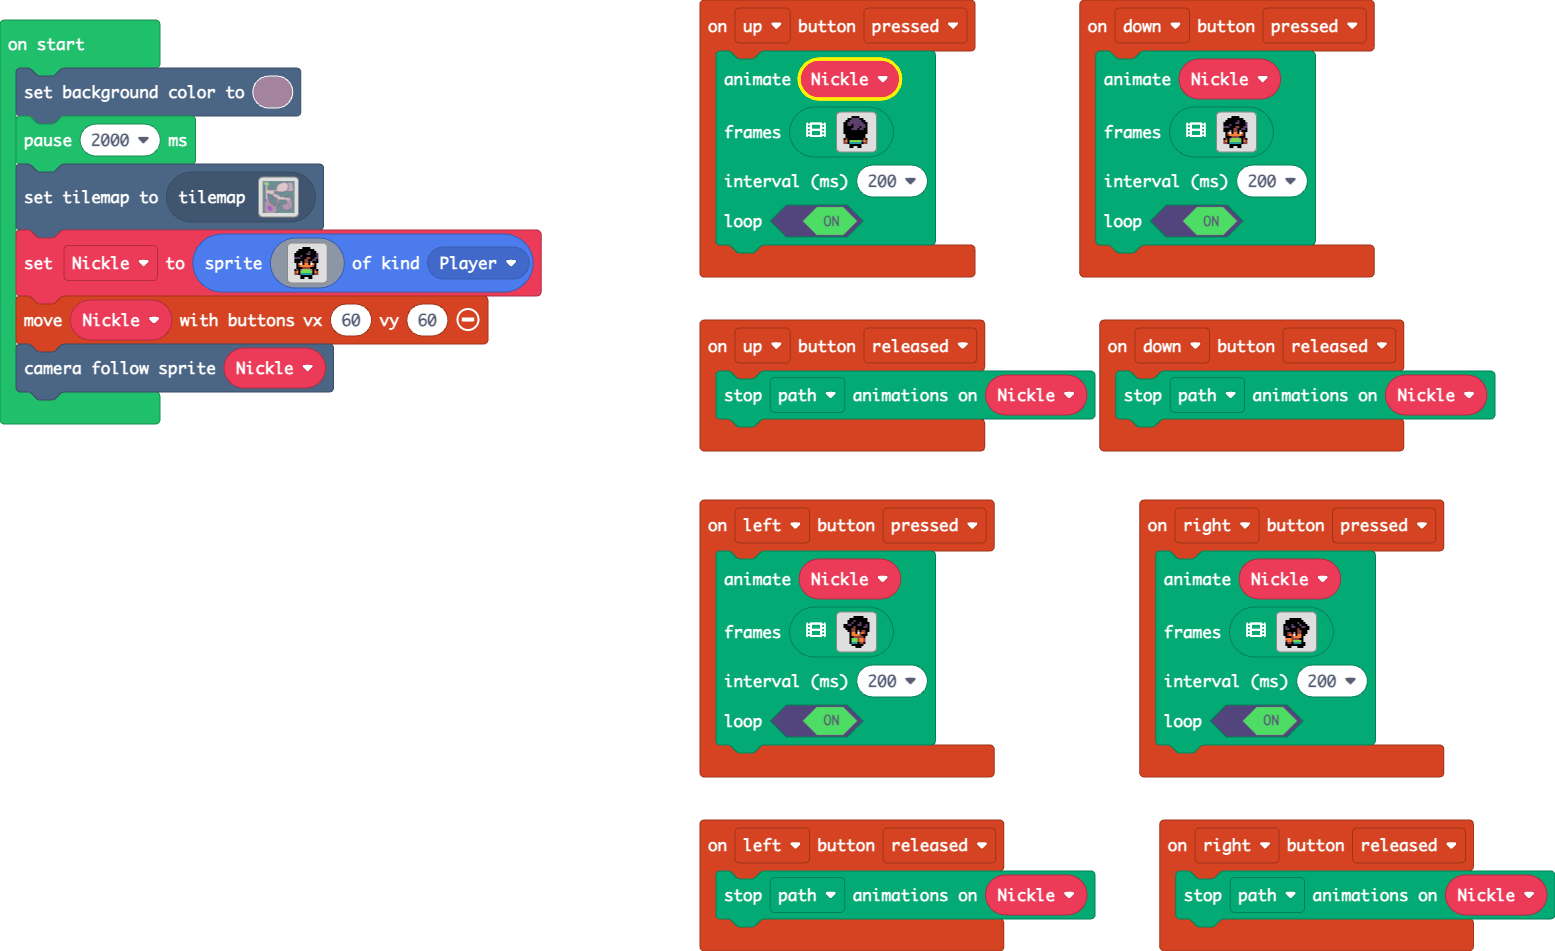 on start
set background color to
pause 2000 ms
set tilemap to tilemap
set Nickle to sprite of kind Player
move Nickle with buttons vx 60 vy 60
camera follow sprite Nickle
on up button pressed
animate Nickle
frames
interval (ms) 200
loop ON
on down button pressed
animate Nickle
frames
interval (ms) 200
loop ON
on up button released
stop path animations on Nickle
on down button released
stop path animations on Nickle
on left button pressed
animate Nickle
frames
interval (ms) 200
loop ON
on right button pressed
animate Nickle
frames
interval (ms) 200
loop ON
on left button released
stop path animations on Nickle
on right button released
stop path animations on Nickle